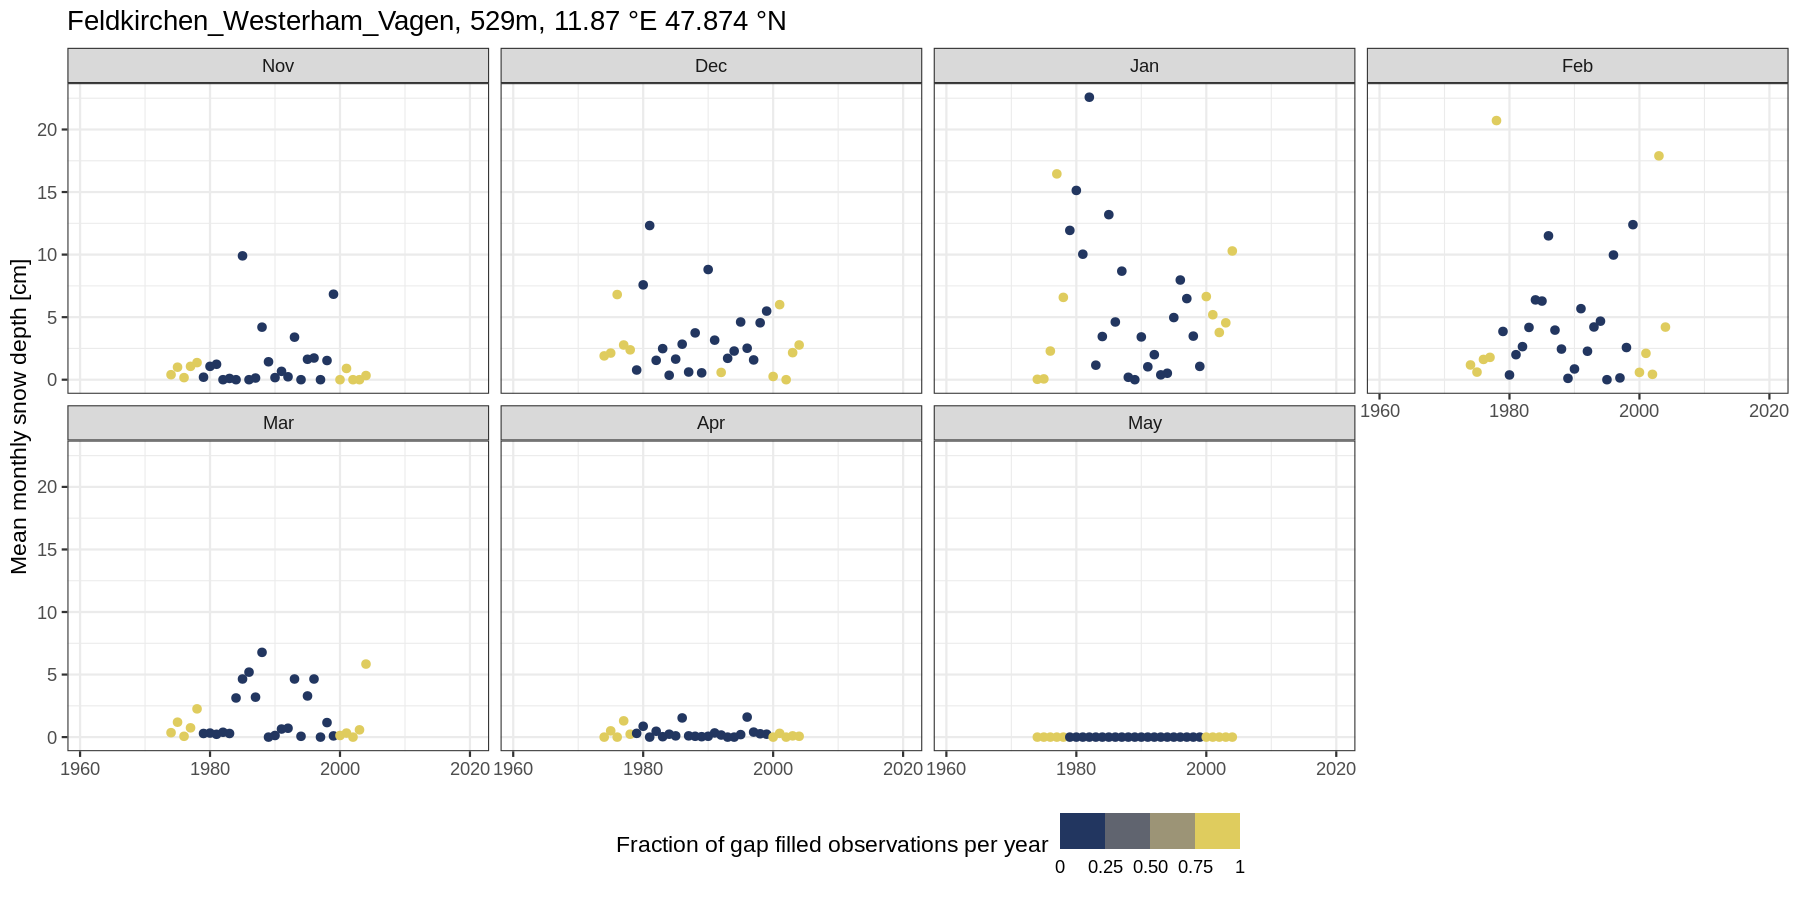 Feldkirchen_Westerham_Vagen, 529m, 11.87 °E 47.874 °N
Nov Dec Jan Feb
20
15
10
5
0
1960 1980 2000 2020
Mean monthly snow depth [cm]
Mar Apr May
20
15
10
5
0
1960 1980 2000 2020 1960 1980 2000 2020 1960 1980 2000 2020
Fraction of gap filled observations per year
0 0.25 0.50 0.75 1